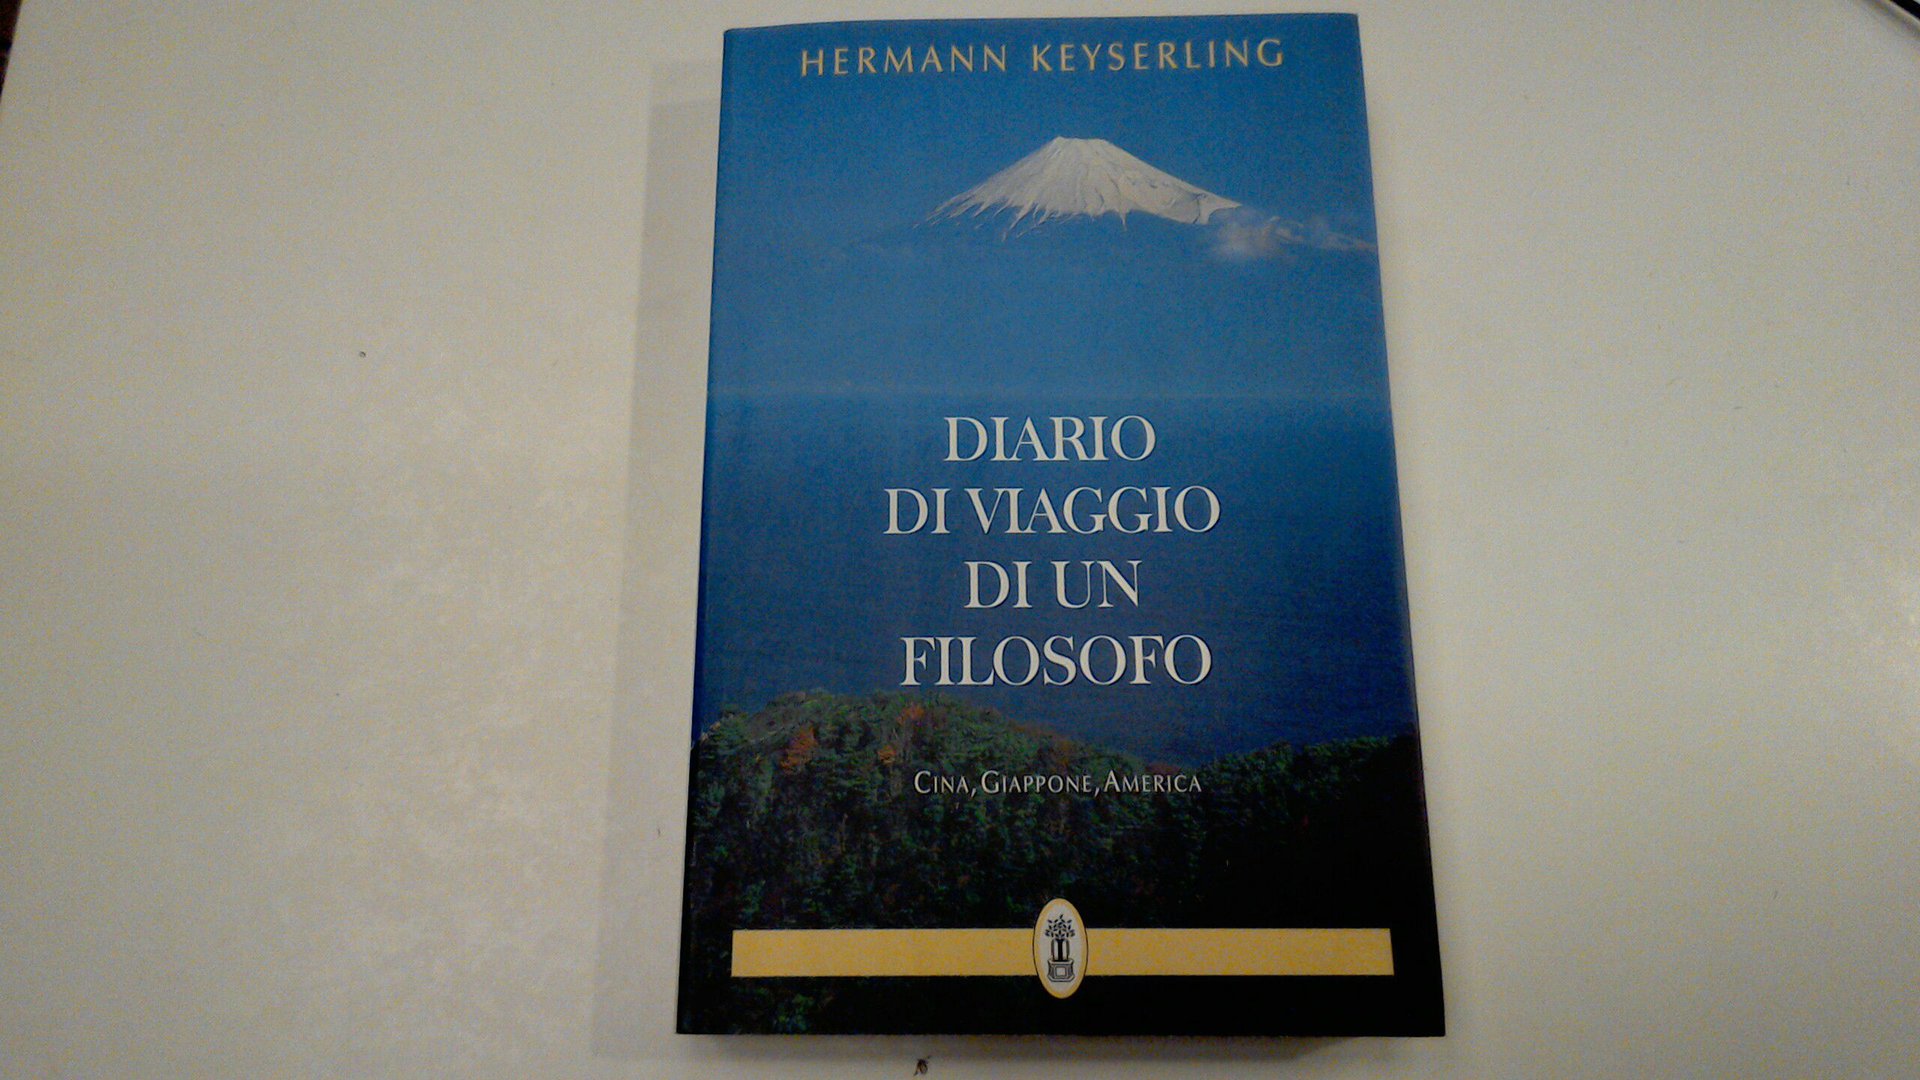 HERMANN KEYSERLING
DIARIO
DI VIAGGIO
DI UN
FILOSOFO
CINA, GIAPPONE, AMERICA